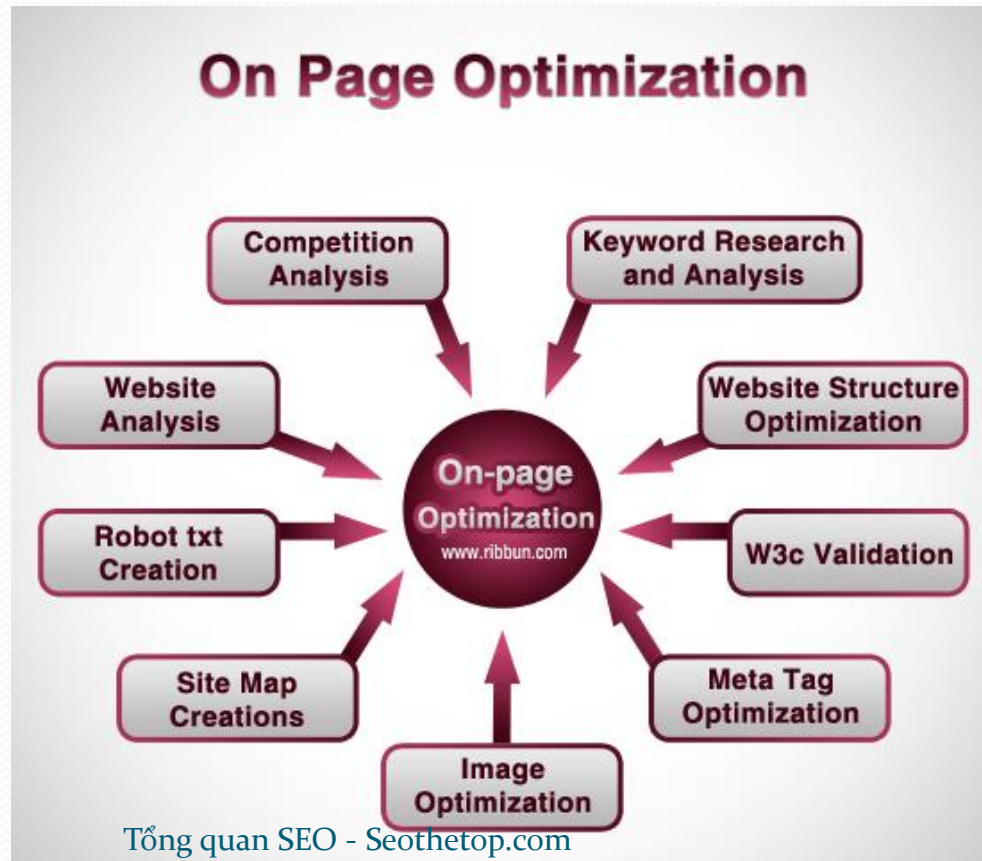 On Page Optimization
Competition
Analysis
Keyword Research
and Analysis
Website
Analysis
Website Structure
Optimization
On-page
Optimization
www.ribbun.com
Robot txt
Creation
W3c Validation
Site Map
Creations
Meta Tag
Optimization
Image
Optimization
Tổng quan SEO - Seothetop.com